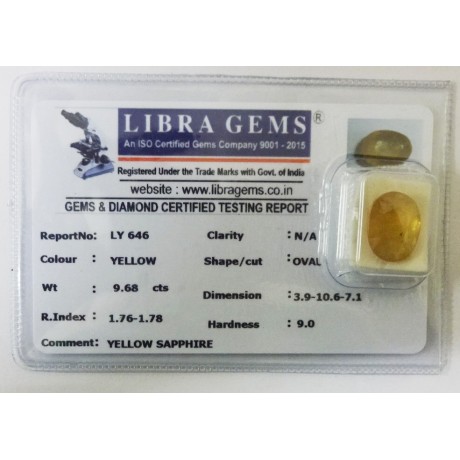 LIBRA GEMS ®
An ISO Certified Gems Company 9001 - 2015
Registered Under the Trade Marks with Govt. of India
website : www.libragems.co.in
GEMS & DIAMOND CERTIFIED TESTING REPORT
ReportNo: LY 646 Clarity : N/A
Colour : YELLOW Shape/cut : OVAL
Wt : 9.68 cts Dimension : 3.9-10.6-7.1
R.Index : 1.76-1.78 Hardness : 9.0
Comment: YELLOW SAPPHIRE